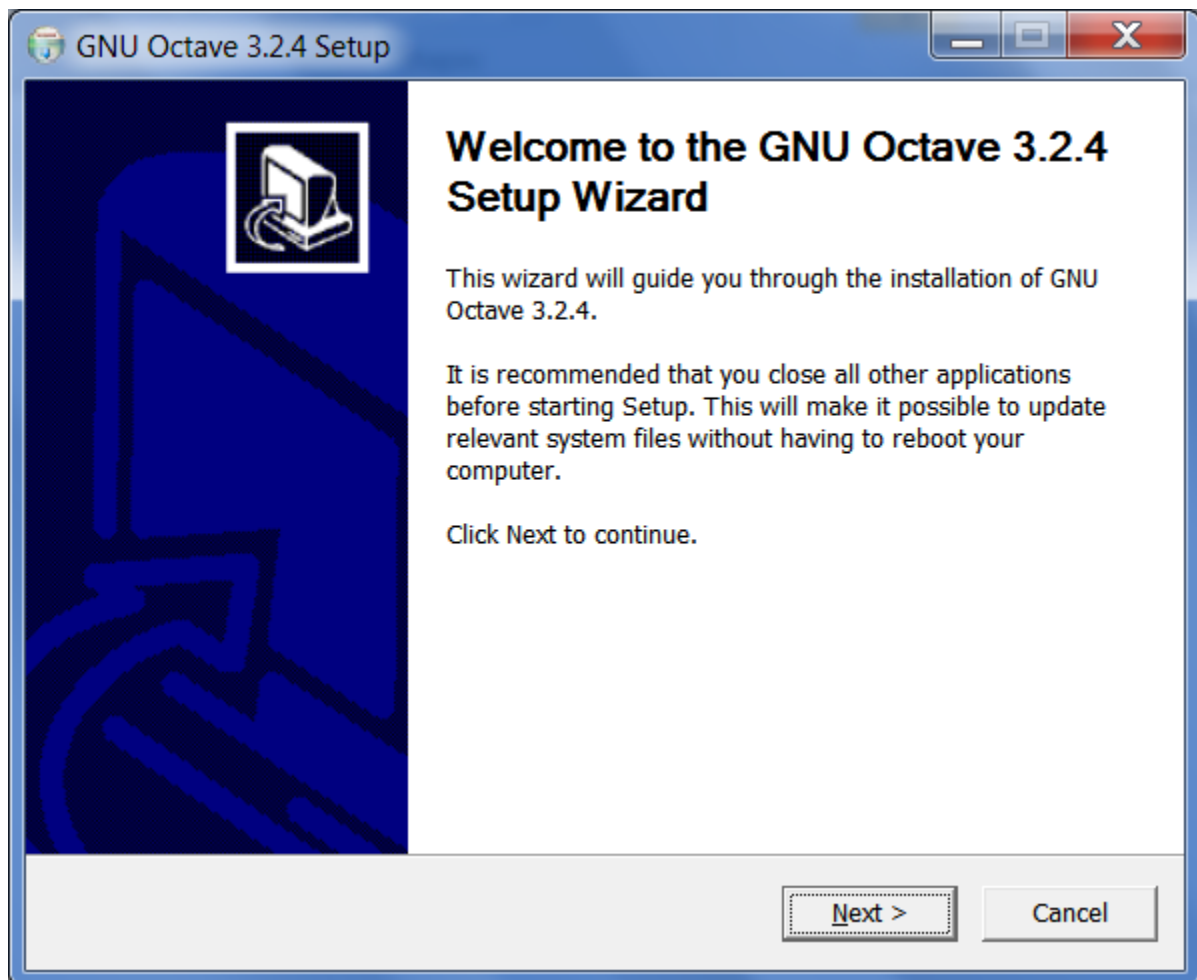 GNU Octave 3.2.4 Setup
Welcome to the GNU Octave 3.2.4
Setup Wizard
This wizard will guide you through the installation of GNU
Octave 3.2.4.
It is recommended that you close all other applications
before starting Setup. This will make it possible to update
relevant system files without having to reboot your
computer.
Click Next to continue.
Next >
Cancel